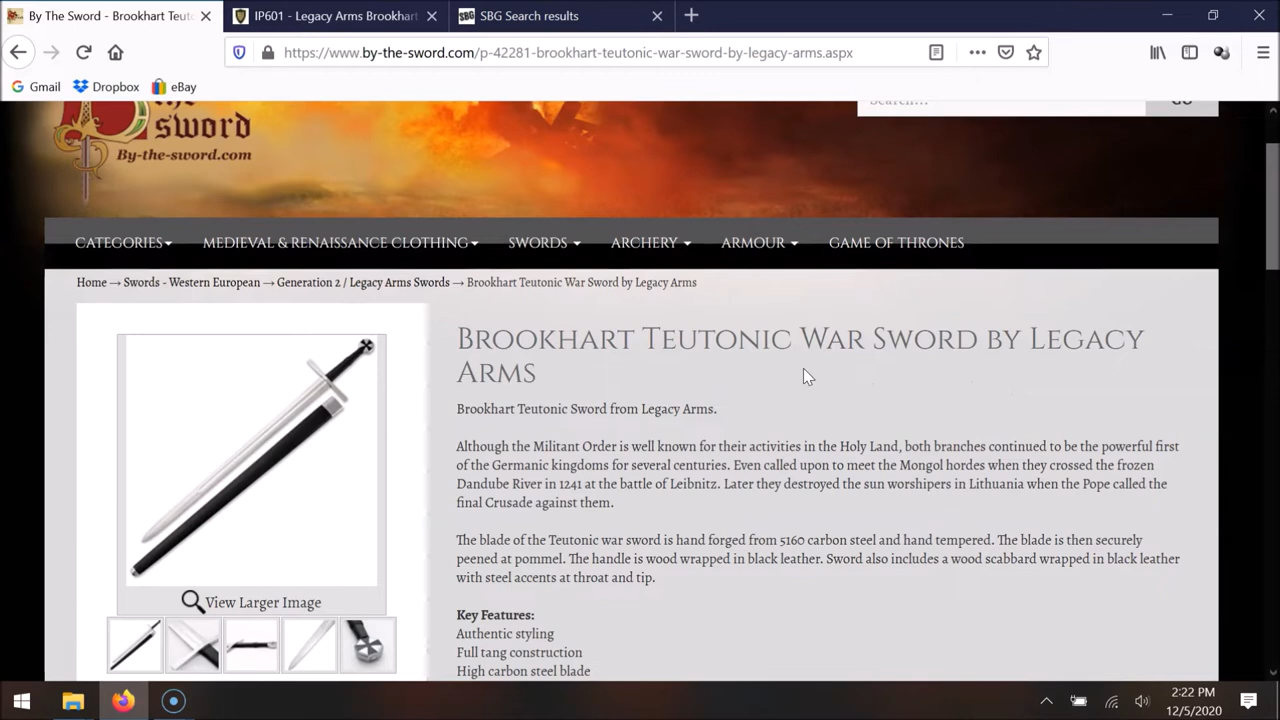 By The Sword - Brookhart Teuto
IP601 - Legacy Arms Brookhart
SBG Search results
https://www.by-the-sword.com/p-42281-brookhart-teutonic-war-sword-by-legacy-arms.aspx
Gmail
Dropbox
eBay
the
sword
By-the-sword.com
Search...
GO
CATEGORIES
MEDIEVAL & RENAISSANCE CLOTHING
SWORDS
ARCHERY
ARMOUR
GAME OF THRONES
Home → Swords - Western European → Generation 2 / Legacy Arms Swords → Brookhart Teutonic War Sword by Legacy Arms
Brookhart Teutonic War Sword by Legacy
Arms
Brookhart Teutonic Sword from Legacy Arms.
Although the Militant Order is well known for their activities in the Holy Land, both branches continued to be the powerful first
of the Germanic kingdoms for several centuries. Even called upon to meet the Mongol hordes when they crossed the frozen
Dandube River in 1241 at the battle of Leibnitz. Later they destroyed the sun worshipers in Lithuania when the Pope called the
final Crusade against them.
The blade of the Teutonic war sword is hand forged from 5160 carbon steel and hand tempered. The blade is then securely
peened at pommel. The handle is wood wrapped in black leather. Sword also includes a wood scabbard wrapped in black leather
with steel accents at throat and tip.
View Larger Image
Key Features:
Authentic styling
Full tang construction
High carbon steel blade
2:22 PM
12/5/2020